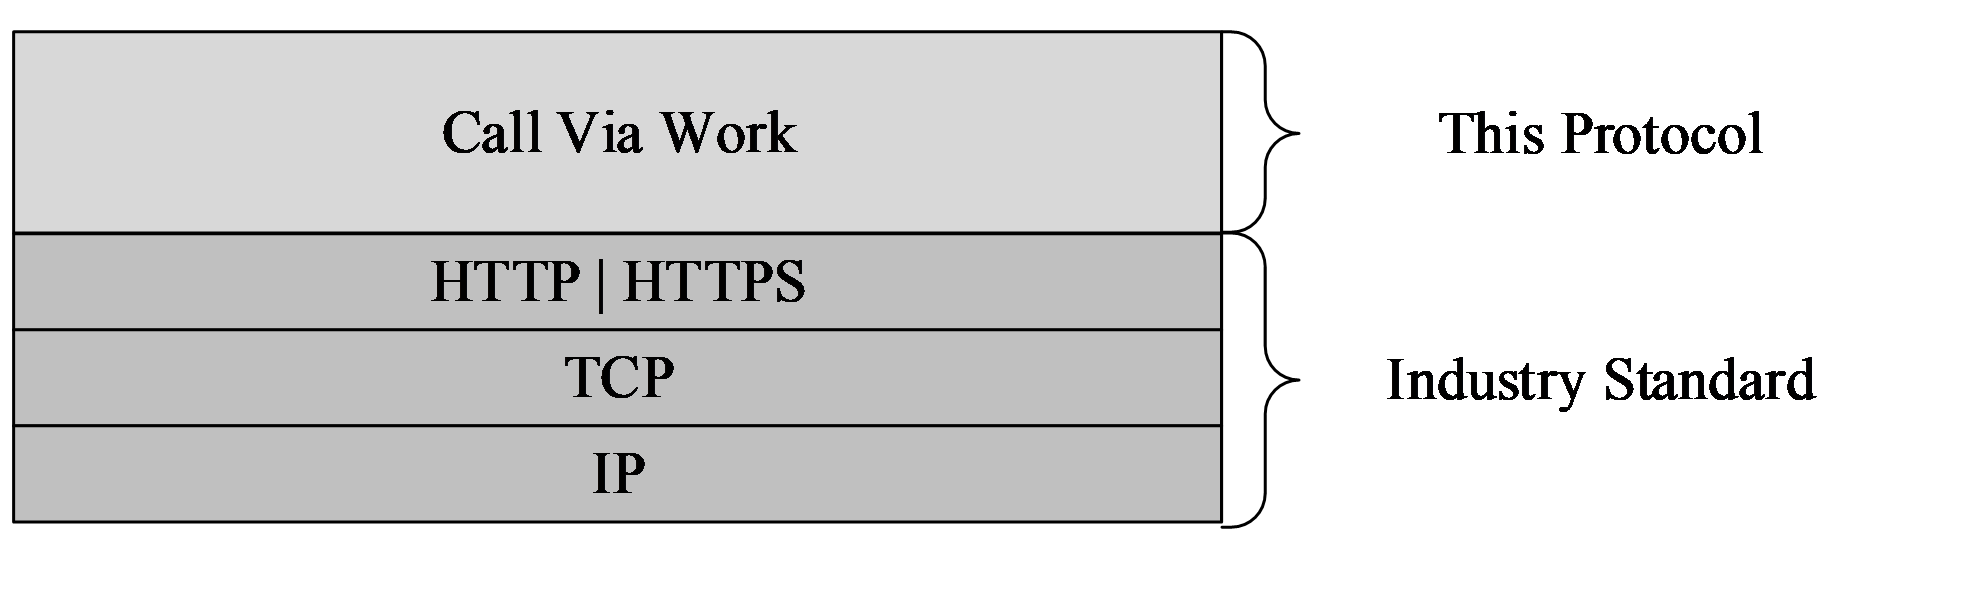 Call Via Work
This Protocol
HTTP | HTTPS
TCP
Industry Standard
IP